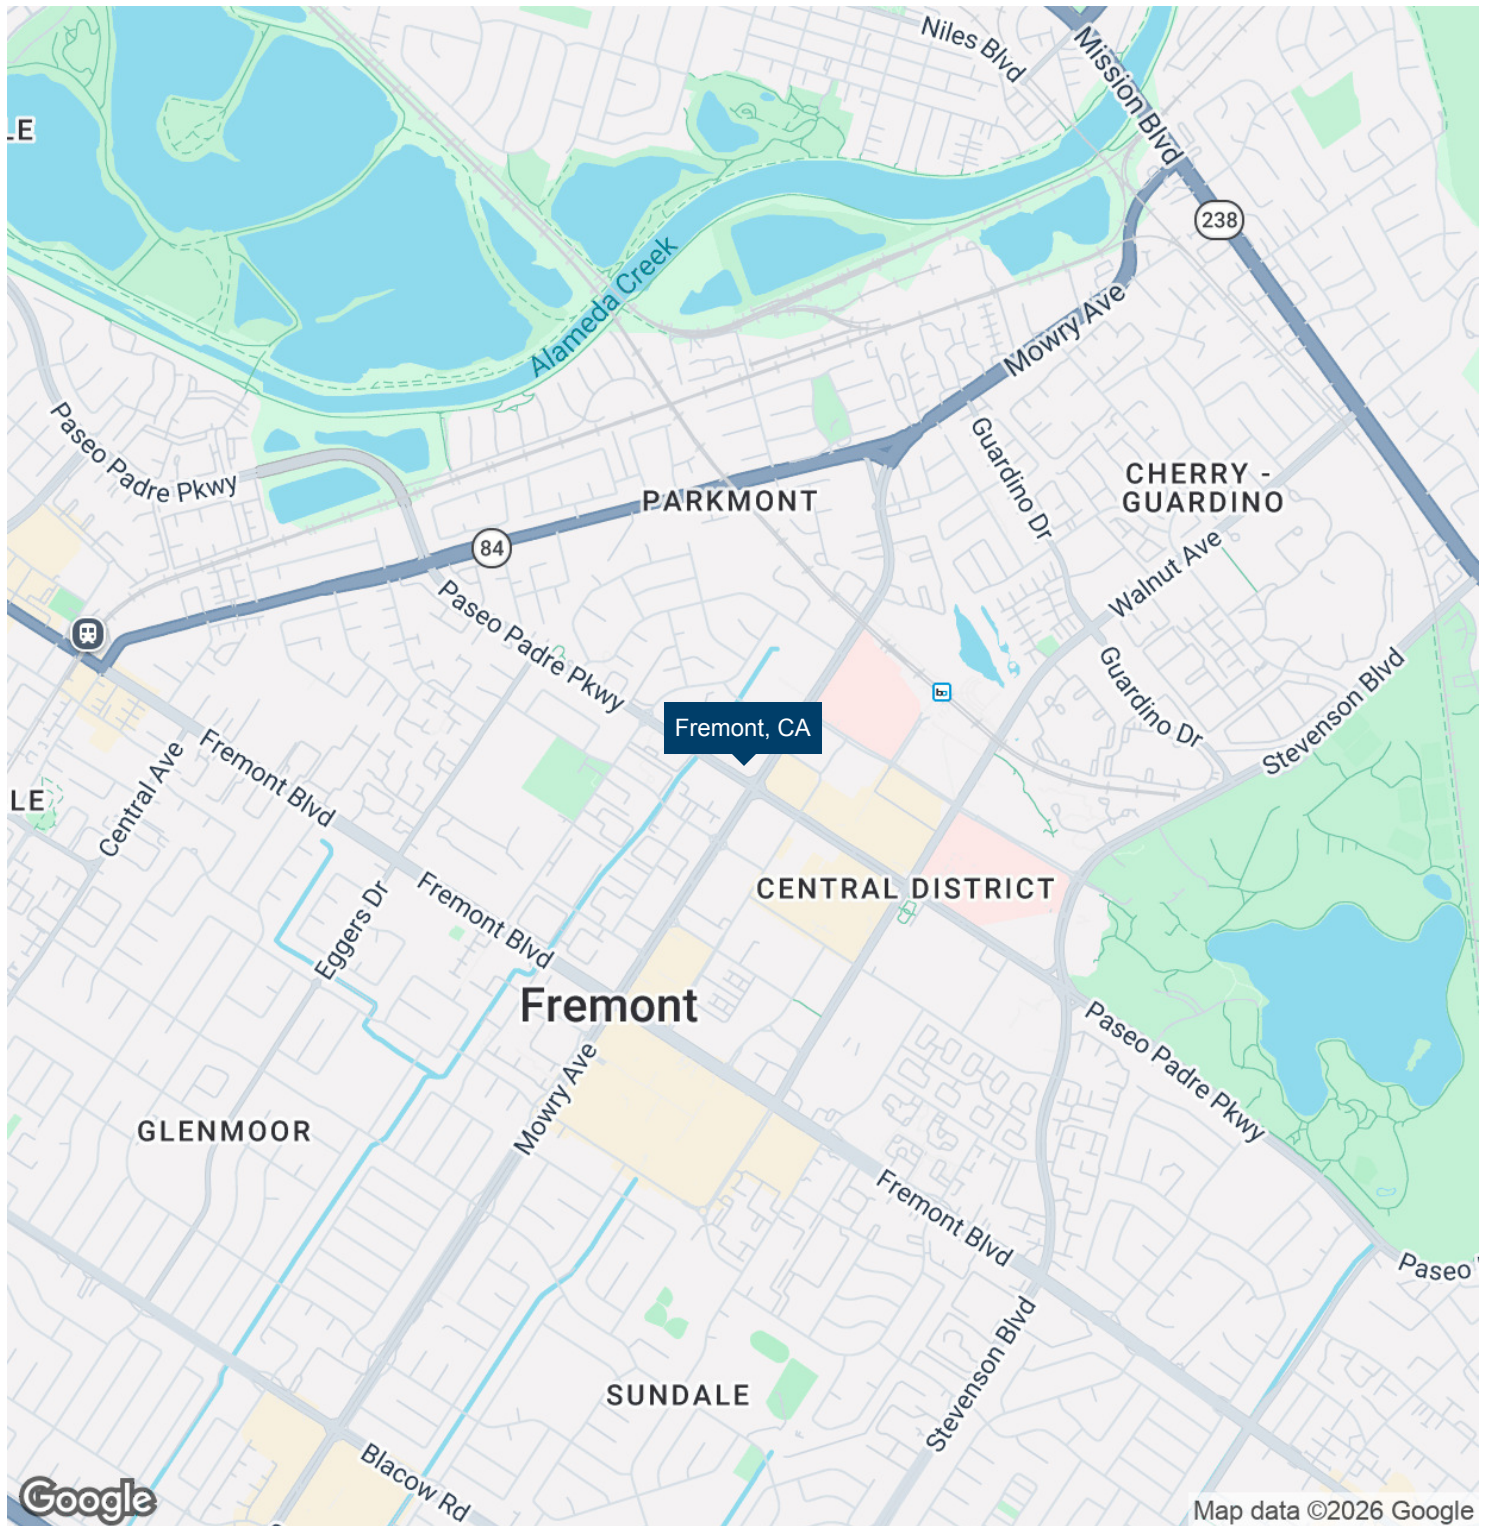 Niles Blvd
Mission Blvd
LE
238
Alameda Creek
Mowry Ave
Paseo Padre Pkwy
Guardino Dr
CHERRY -
GUARDINO
PARKMONT
84
Walnut Ave
Paseo Padre Pkwy
Guardino Dr
Stevenson Blvd
Fremont, CA
Fremont Blvd
Central Ave
LE
CENTRAL DISTRICT
Fremont Blvd
Eggers Dr
Fremont
Paseo Padre Pkwy
Mowry Ave
GLENMOOR
Fremont Blvd
Paseo
Stevenson Blvd
SUNDALE
Blacow Rd
Google
Map data ©2026 Google